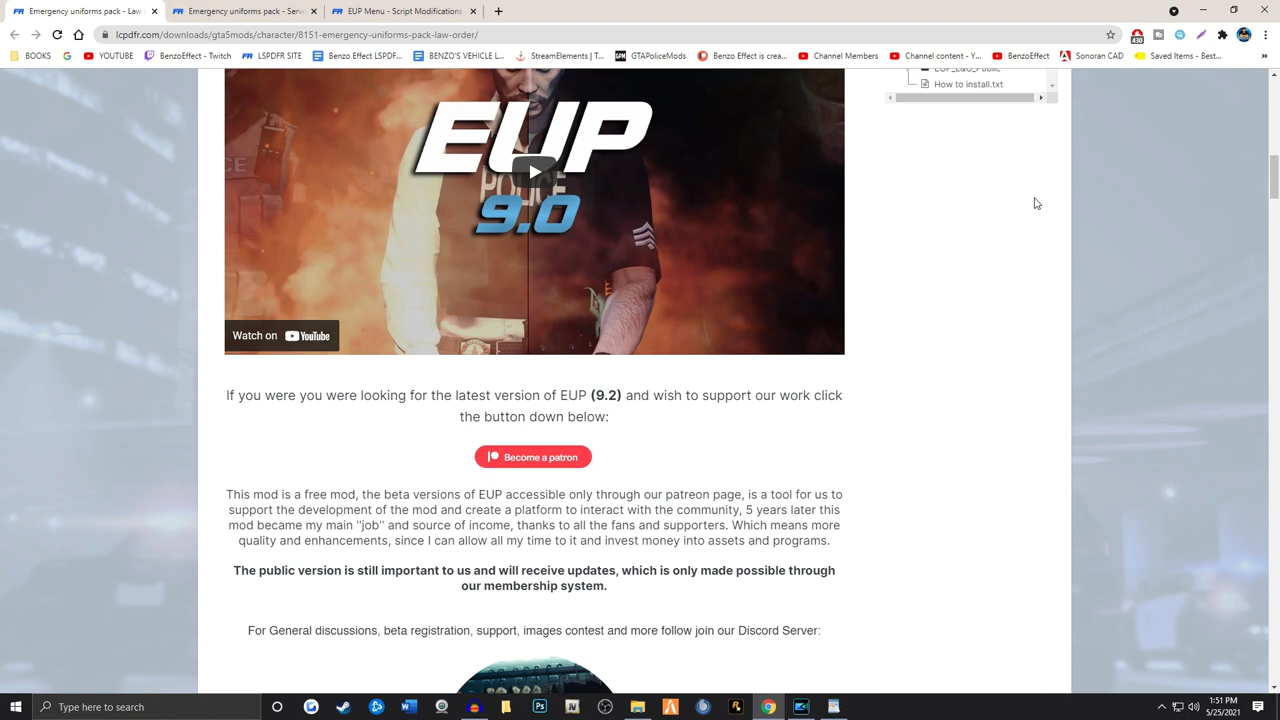 Emergency uniforms pack - Law
Emergency uniforms pack - Serv
EUP Menu - Script Modifications
lcpdfr.com/downloads/gta5mods/character/8151-emergency-uniforms-pack-law-order/
430
BOOKS
YOUTUBE
BenzoEffect - Twitch
LSPDFR SITE
Benzo Effect LSPDF...
BENZO'S VEHICLE L...
StreamElements | T...
GTAPoliceMods
Benzo Effect is crea...
Channel Members
Channel content - Y...
BenzoEffect
Sonoran CAD
Saved Items - Best...
»
EUP_L&O_Public
How to install.txt
EUP
POLICE
9.0
Watch on YouTube
If you were you were looking for the latest version of EUP (9.2) and wish to support our work click
the button down below:
Become a patron
This mod is a free mod, the beta versions of EUP accessible only through our patreon page, is a tool for us to
support the development of the mod and create a platform to interact with the community, 5 years later this
mod became my main "job" and source of income, thanks to all the fans and supporters. Which means more
quality and enhancements, since I can allow all my time to it and invest money into assets and programs.
The public version is still important to us and will receive updates, which is only made possible through
our membership system.
For General discussions, beta registration, support, images contest and more follow join our Discord Server:
Type here to search
1:51 PM
5/25/2021